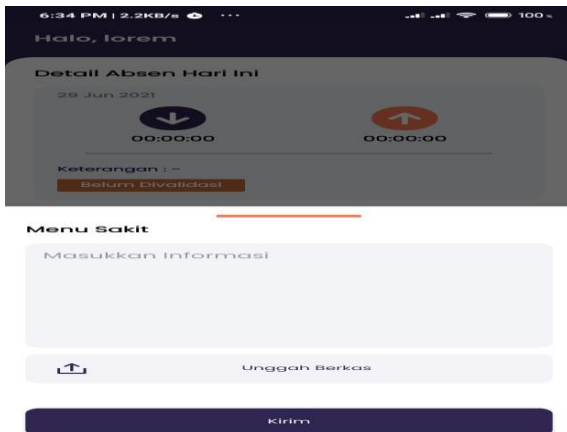 6:34 PM | 2.2KB/s ... 100%
Halo, lorem
Detail Absen Hari Ini
29 Jun 2021
00:00:00 00:00:00
Keterangan : -
Belum Divalidasi
Menu Sakit
Masukkan Informasi
Unggah Berkas
Kirim